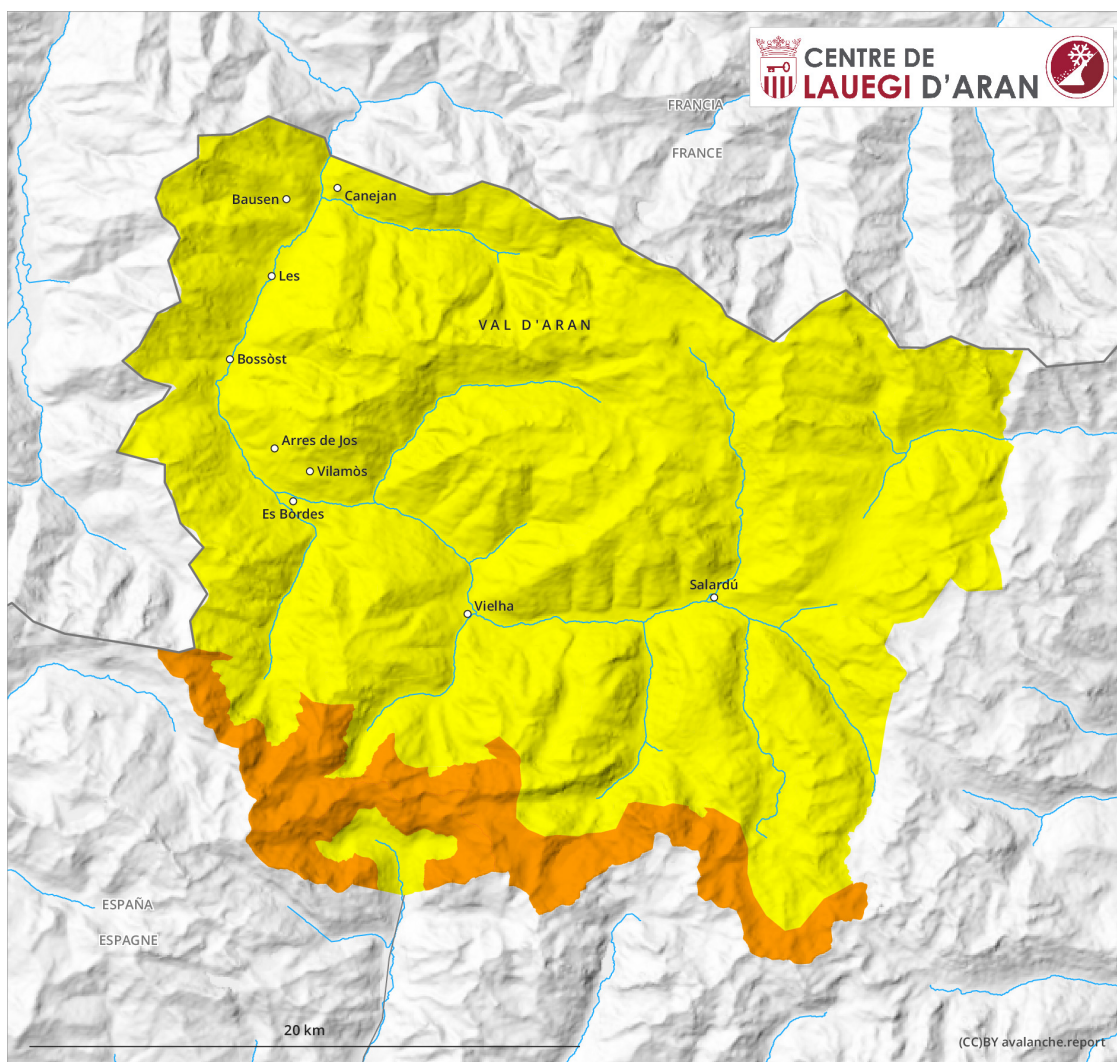 CENTRE DE
LAUEGI D'ARAN
FRANCIA
FRANCE
Bausen
Canejan
Les
VAL D'ARAN
Bossòst
Arres de Jos
Vilamòs
Es Bòrdes
Salardú
Vielha
ESPAÑA
ESPAGNE
20 km
(CC)BY avalanche.report